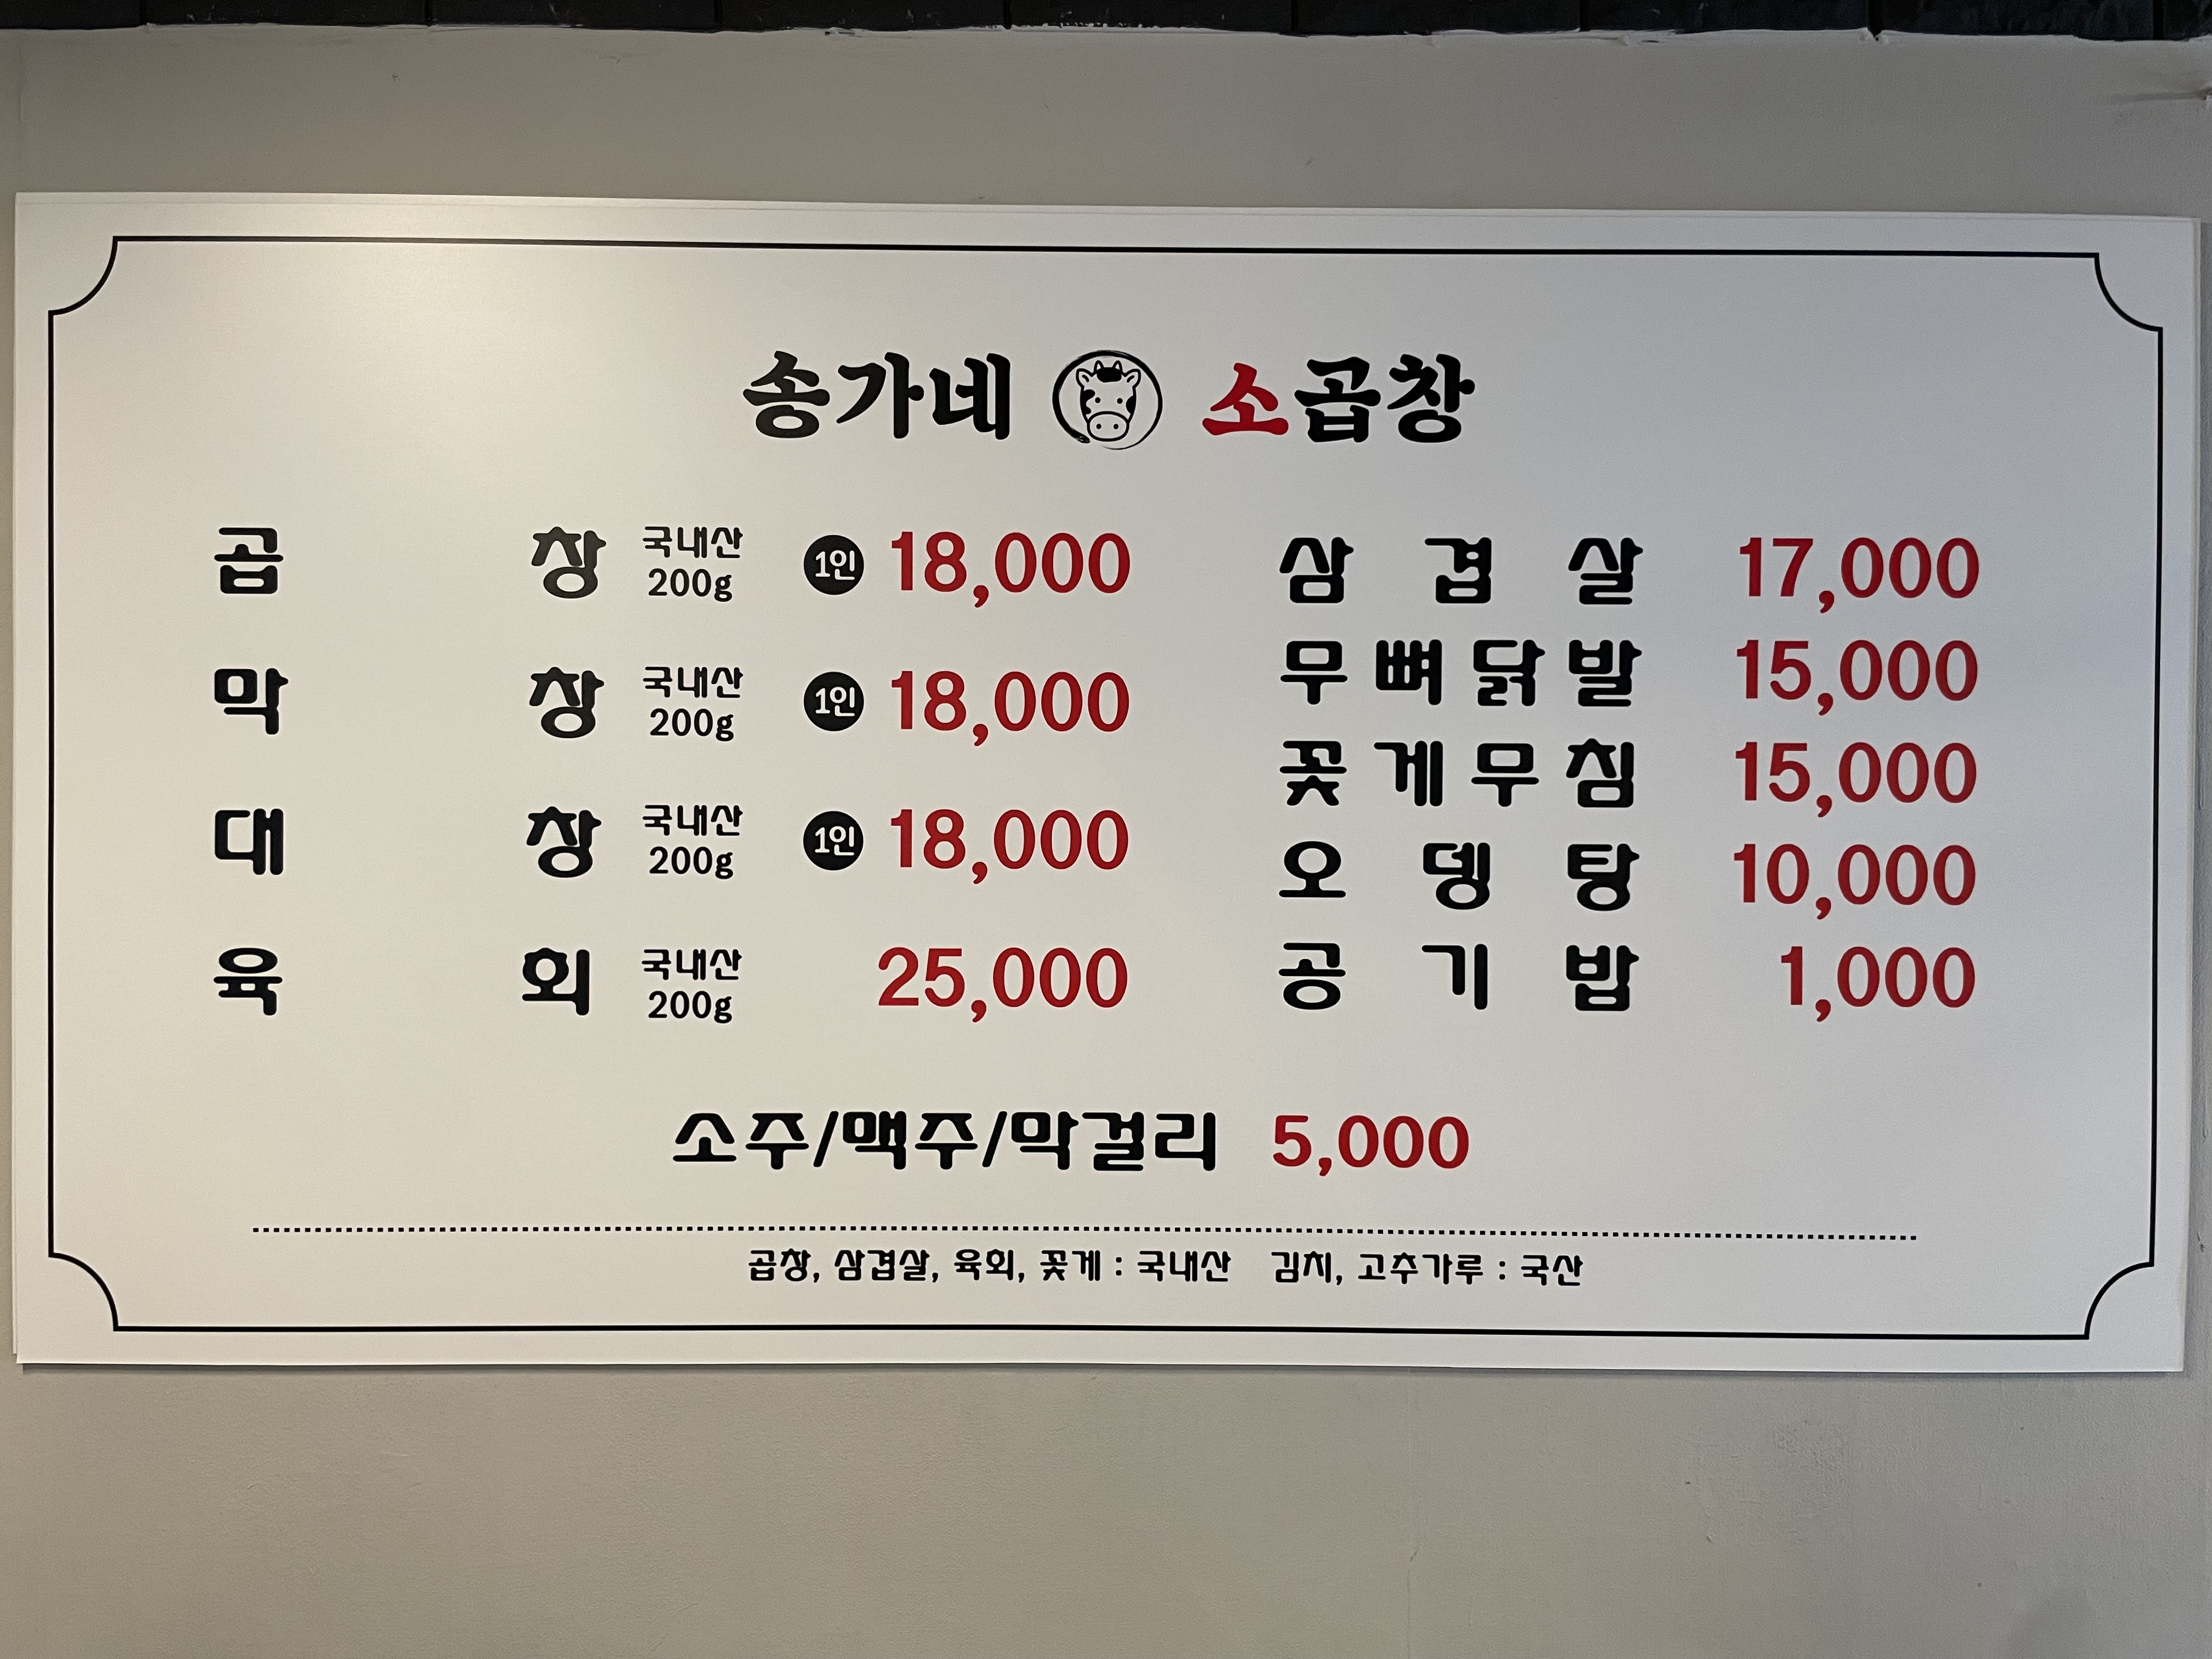 송가네 소곱창
곱창 국내산 200g 1인 18,000
막창 국내산 200g 1인 18,000
대창 국내산 200g 1인 18,000
육회 국내산 200g 25,000
삼겹살 17,000
무뼈닭발 15,000
꽃게무침 15,000
오뎅탕 10,000
공기밥 1,000
소주/맥주/막걸리 5,000
곱창, 삼겹살, 육회, 꽃게 : 국내산 김치, 고추가루 : 국산